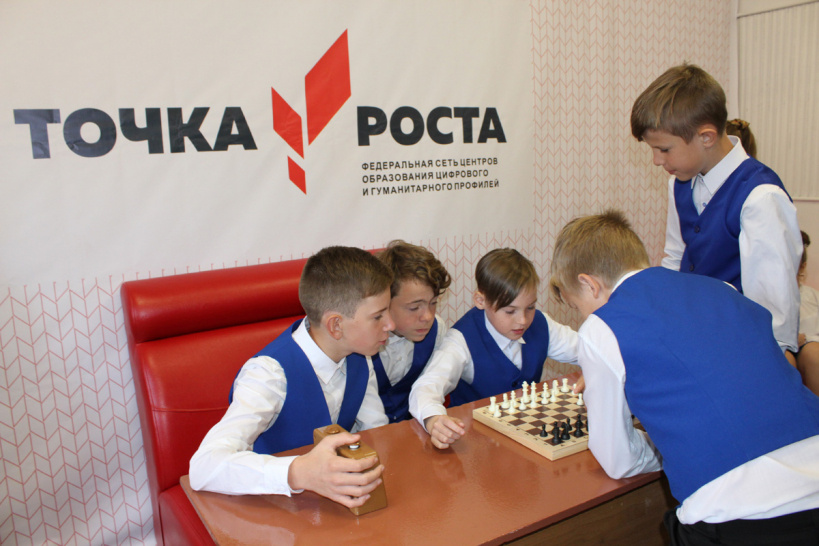 ТОЧКА РОСТА
ФЕДЕРАЛЬНАЯ СЕТЬ ЦЕНТРОВ
ОБРАЗОВАНИЯ ЦИФРОВОГО
И ГУМАНИТАРНОГО ПРОФИЛЕЙ